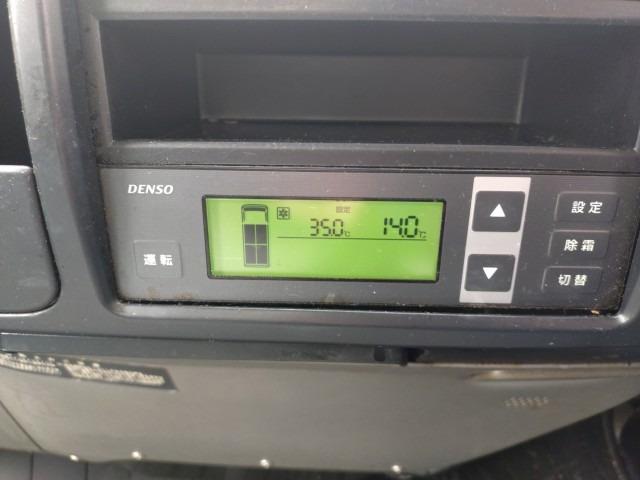 DENSO
運転
設定
35.0℃ 14.0℃
▲
▼
設定
除霜
切替